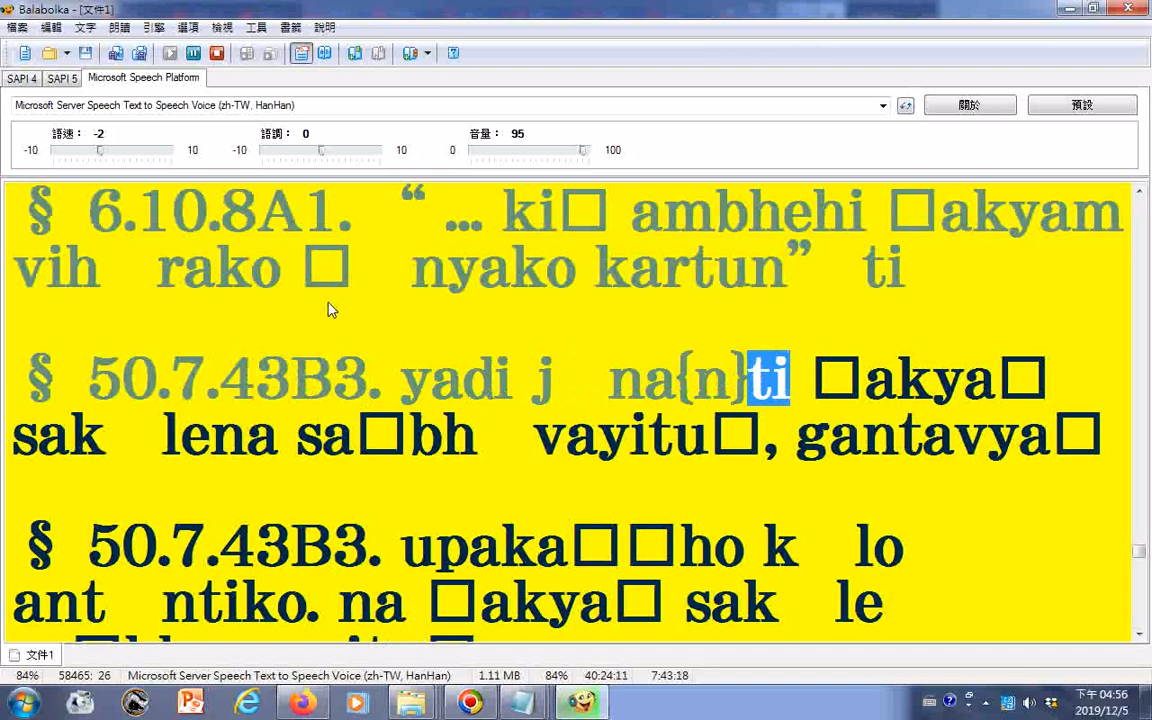 Balabolka - [文件1]
檔案 編輯 文字 朗讀 引擎 選項 檢視 工具 書籤 說明
SAPI 4 SAPI 5 Microsoft Speech Platform
Microsoft Server Speech Text to Speech Voice (zh-TW, HanHan) 關於 預設
語速： -2 語調： 0 音量： 95
-10 10 -10 10 0 100
§ 6.10.8A1. “ ... ki□ ambhehi □akyam
vih rako □ nyako kartun” ti
§ 50.7.43B3. yadi j na{n}ti □akya□
sak lena sa□bh vayitu□, gantavya□
§ 50.7.43B3. upaka□□ho k lo
ant ntiko. na □akya□ sak le
文件1
84% 58465: 26 Microsoft Server Speech Text to Speech Voice (zh-TW, HanHan) 1.11 MB 84% 40:24:11 7:43:18
下午 04:56
2019/12/5